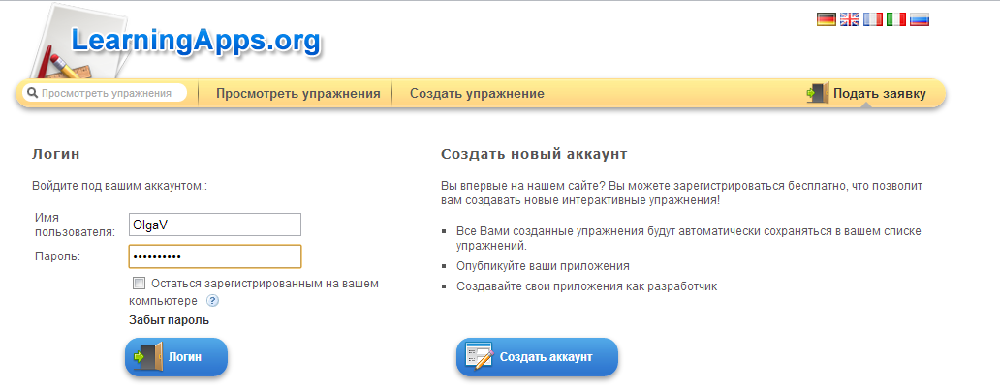 LearningApps.org
Просмотреть упражнения
Просмотреть упражнения
Создать упражнение
Подать заявку
Логин
Войдите под вашим аккаунтом.:
Имя
пользователя:
OlgaV
Пароль:
••••••••••
Остаться зарегистрированным на вашем
компьютере ?
Забыт пароль
Логин
Создать новый аккаунт
Вы впервые на нашем сайте? Вы можете зарегистрироваться бесплатно, что позволит
вам создавать новые интерактивные упражнения!
Все Вами созданные упражнения будут автоматически сохраняться в вашем списке
упражнений.
Опубликуйте ваши приложения
Создавайте свои приложения как разработчик
Создать аккаунт